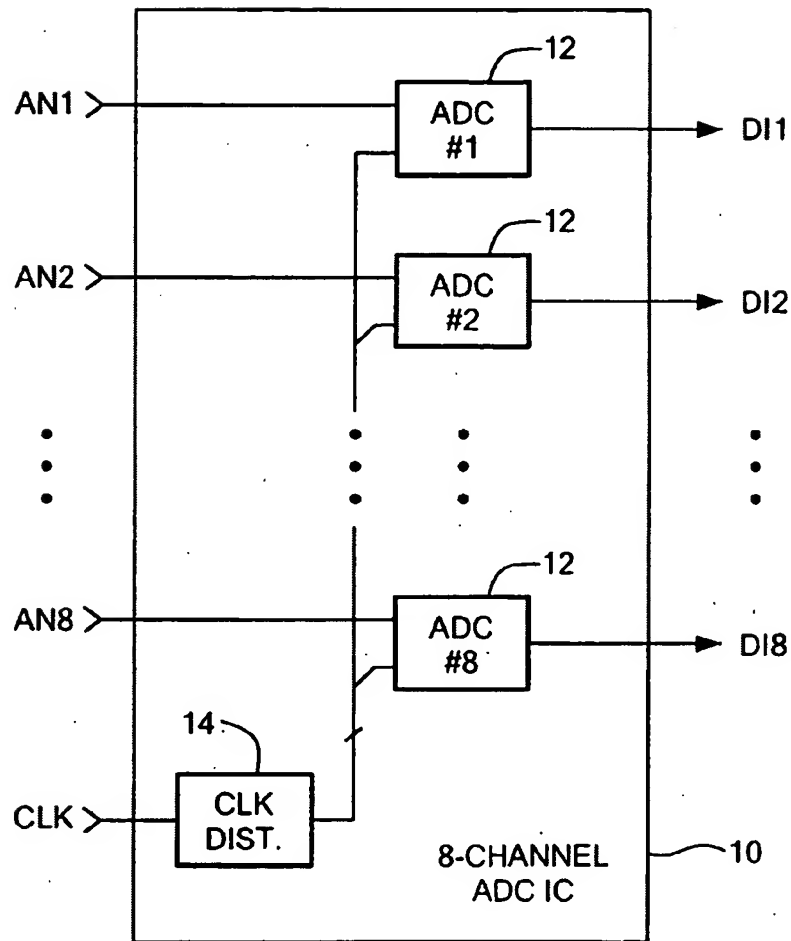 12
AN1
ADC
#1
DI1
12
AN2
ADC
#2
DI2
12
AN8
ADC
#8
DI8
14
CLK
CLK
DIST.
8-CHANNEL
ADC IC
10